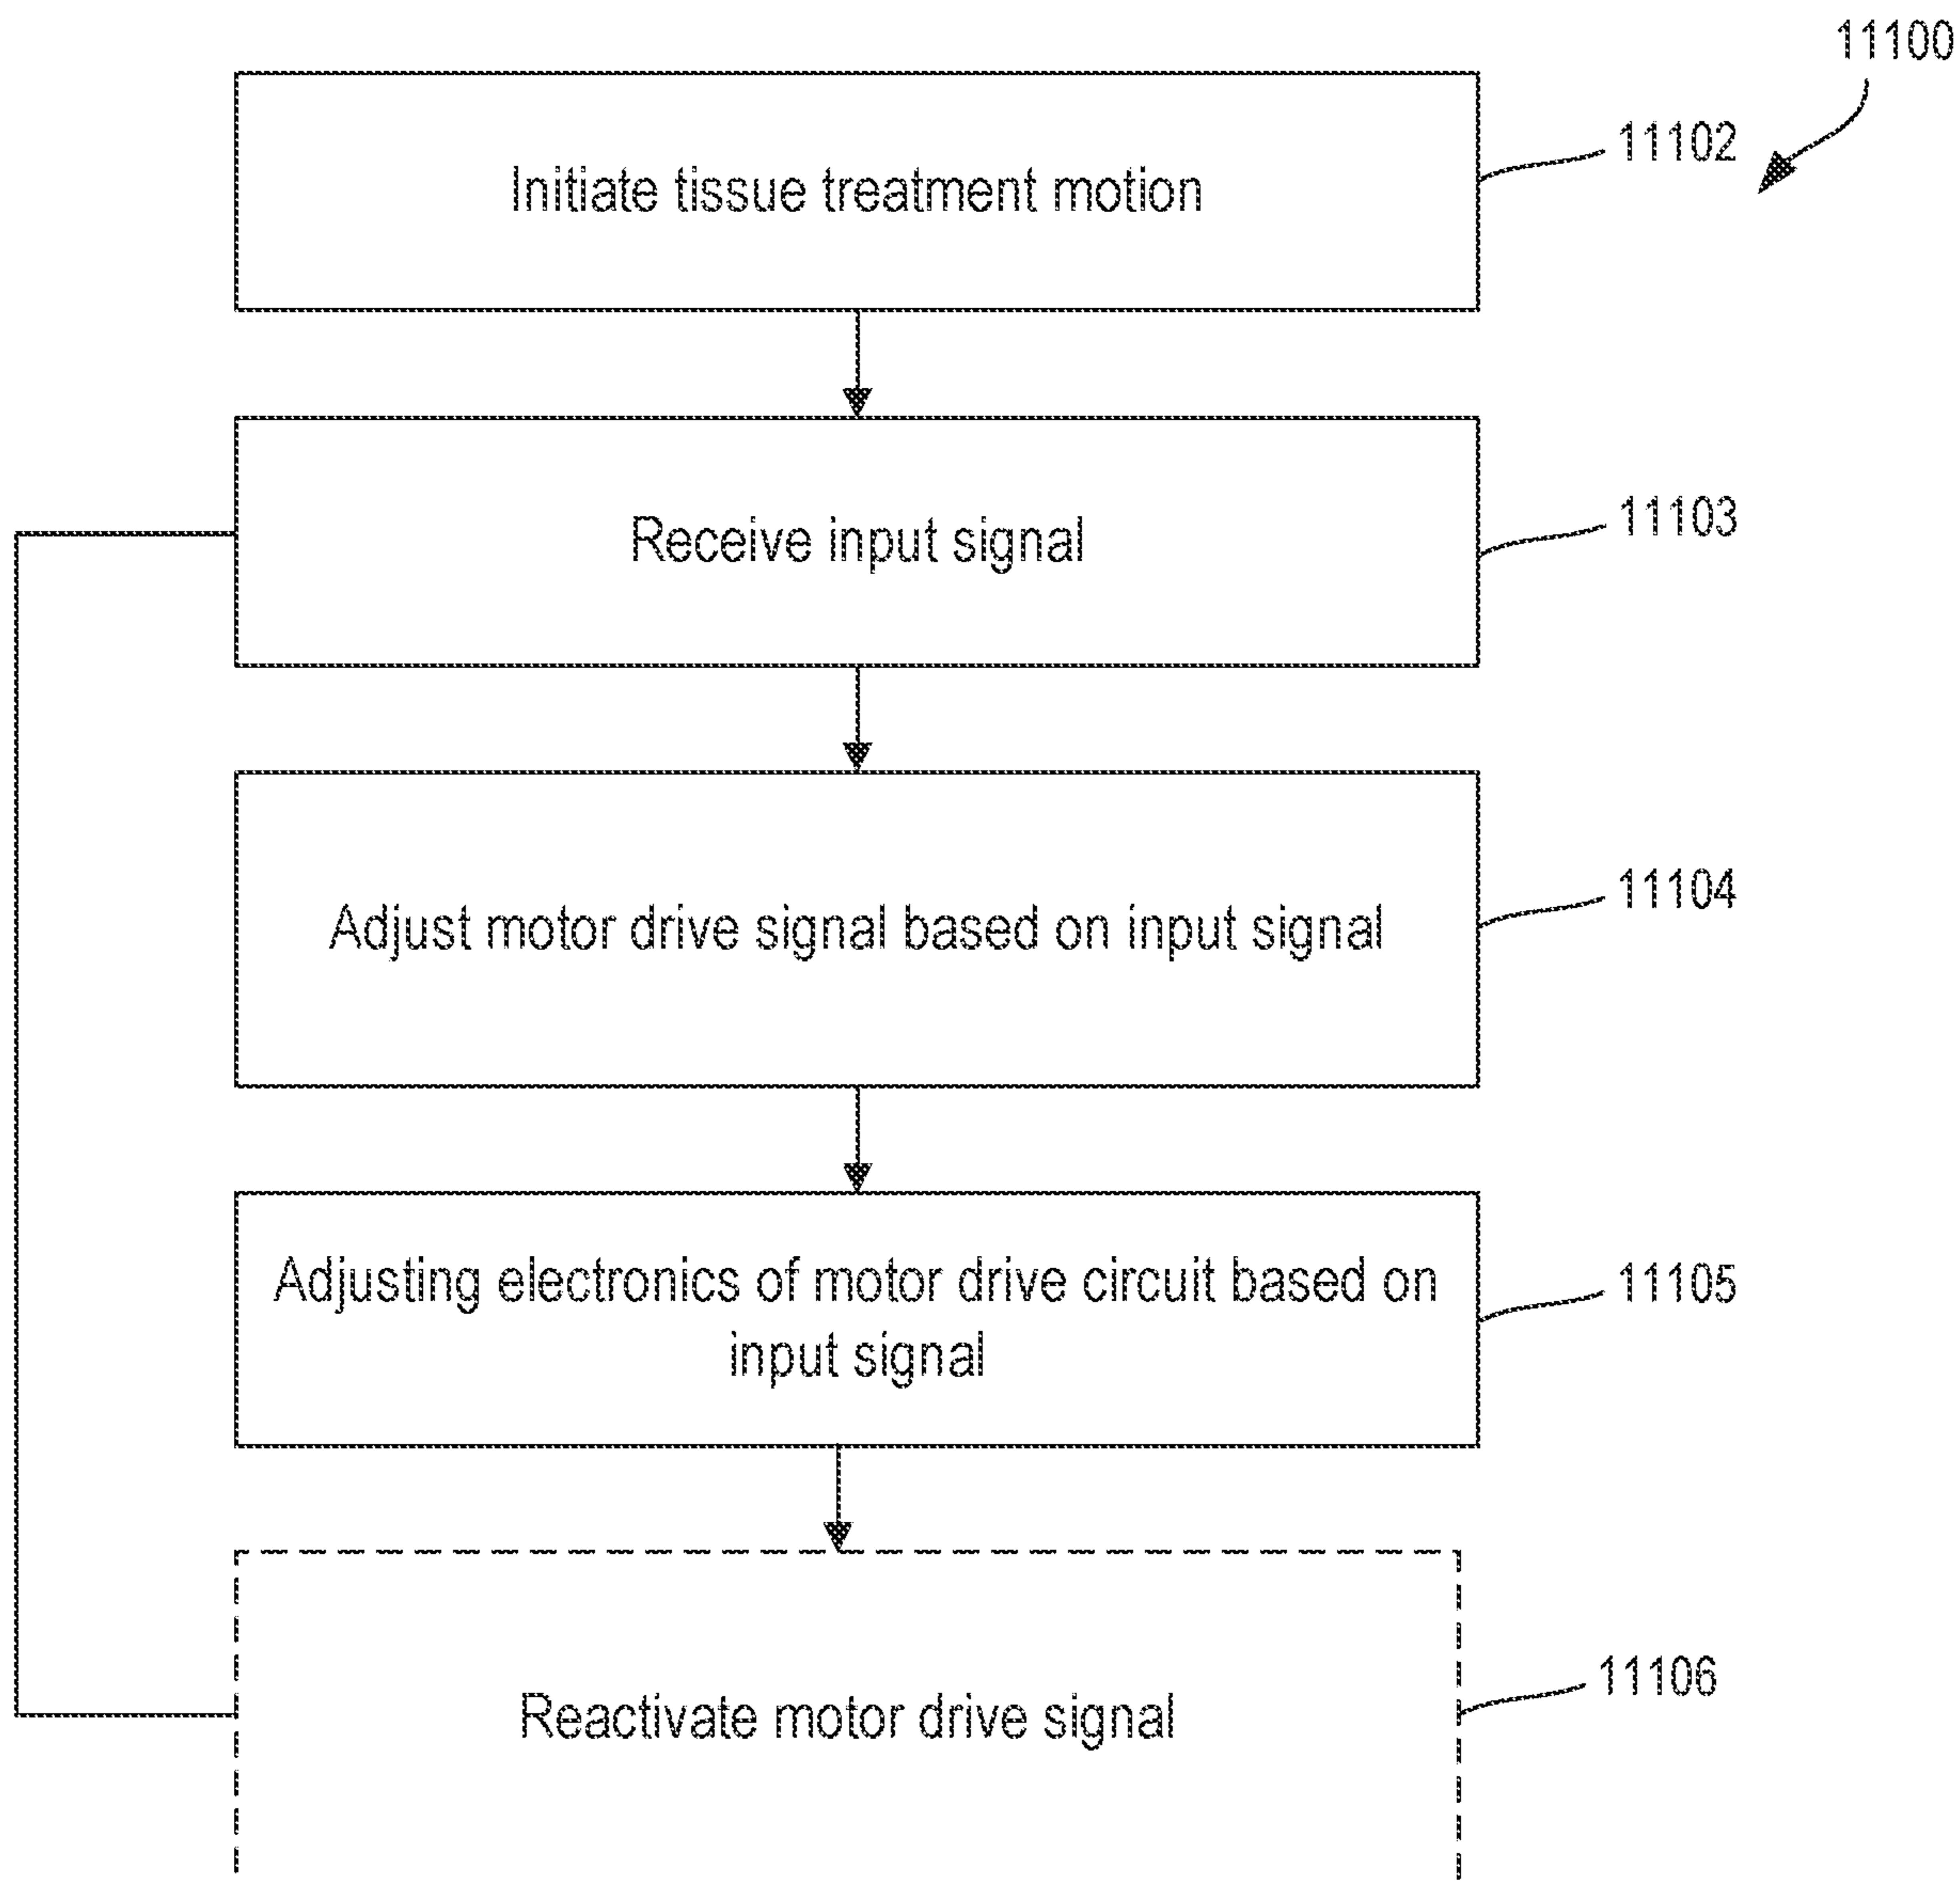 11100
Initiate tissue treatment motion
11102
Receive input signal
11103
Adjust motor drive signal based on input signal
11104
Adjusting electronics of motor drive circuit based on
input signal
11105
Reactivate motor drive signal
11106